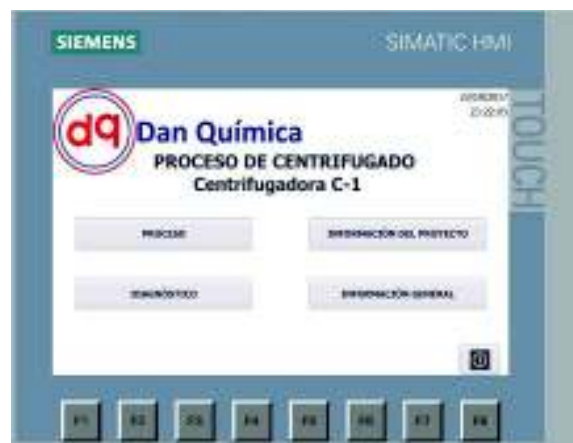 SIEMENS
SIMATIC HMI
TOUCH
dq Dan Química
PROCESO DE CENTRIFUGADO
Centrifugadora C-1
PROCESO
INFORMACIÓN DEL PROYECTO
DIAGNÓSTICO
INFORMACIÓN GENERAL
F1 F2 F3 F4 F5 F6 F7 F8